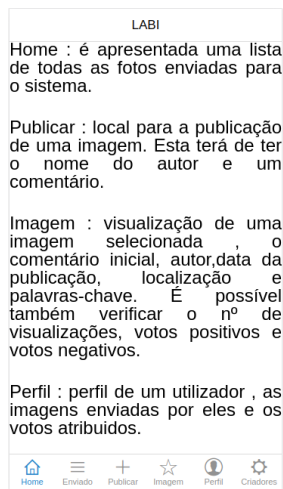 LABI
Home : é apresentada uma lista
de todas as fotos enviadas para
o sistema.
Publicar : local para a publicação
de uma imagem. Esta terá de ter
o nome do autor e um
comentário.
Imagem : visualização de uma
imagem selecionada , o
comentário inicial, autor,data da
publicação, localização e
palavras-chave. É possível
também verificar o nº de
visualizações, votos positivos e
votos negativos.
Perfil : perfil de um utilizador , as
imagens enviadas por eles e os
votos atribuidos.
Home Enviado Publicar Imagem Perfil Criadores